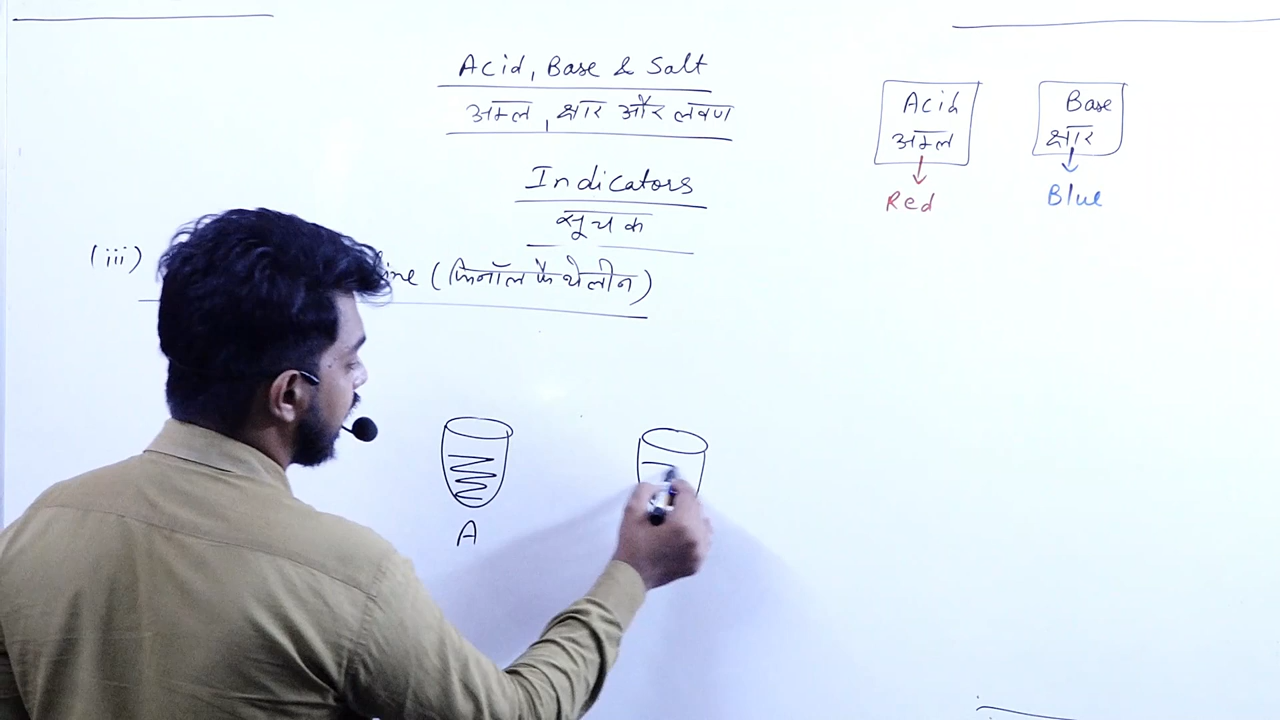 Acid, Base & Salt
अम्ल, क्षार और लवण
Indicators
सूचक
(iii) ine (फिनॉल्फथेलीन)
A
Acid
अम्ल
Red
Base
क्षार
Blue